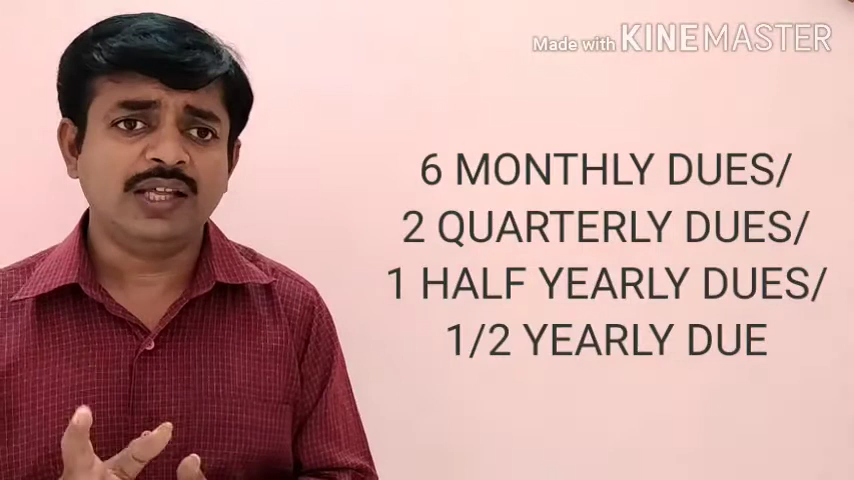 Made with KINEMASTER
6 MONTHLY DUES/
2 QUARTERLY DUES/
1 HALF YEARLY DUES/
1/2 YEARLY DUE